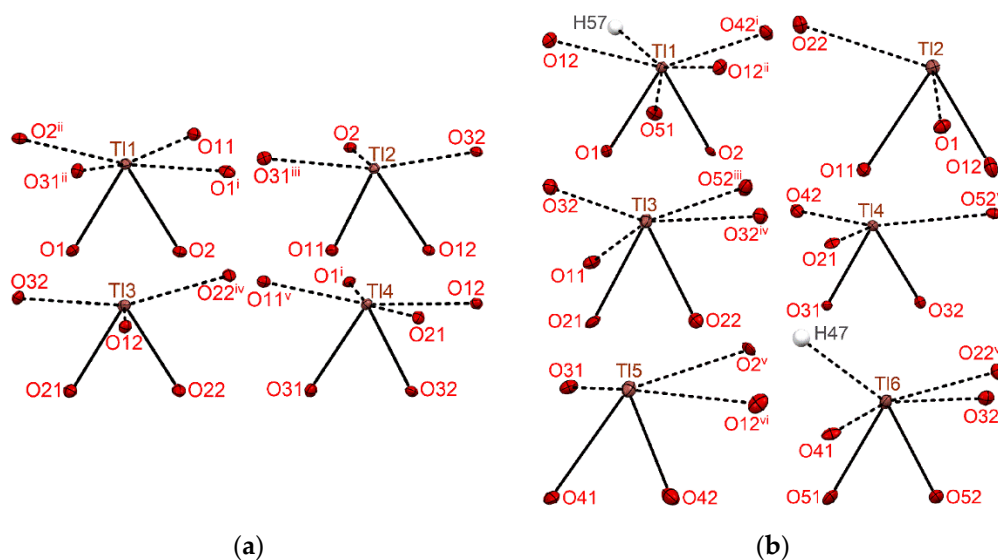 O2ⁱⁱ
O11
Tl1
O31ⁱⁱ
O1ⁱ
O1
O2
O2
O32
Tl2
O31ⁱⁱⁱ
O11
O12
O32
O22ⁱᵛ
Tl3
O12
O21
O22
O1ⁱ
O11ᵛ
Tl4
O12
O21
O31
O32
(a)
H57
O42ⁱ
O12
Tl1
O12ⁱⁱ
O51
O1
O2
O22
Tl2
O1
O11
O12
O52ⁱⁱⁱ
O32
Tl3
O32ⁱᵛ
O11
O21
O22
O42
Tl4
O21
O31
O32
O31
Tl5
O2ᵛ
O12ᵛⁱ
O41
O42
H47
Tl6
O32
O41
O51
O52
(b)